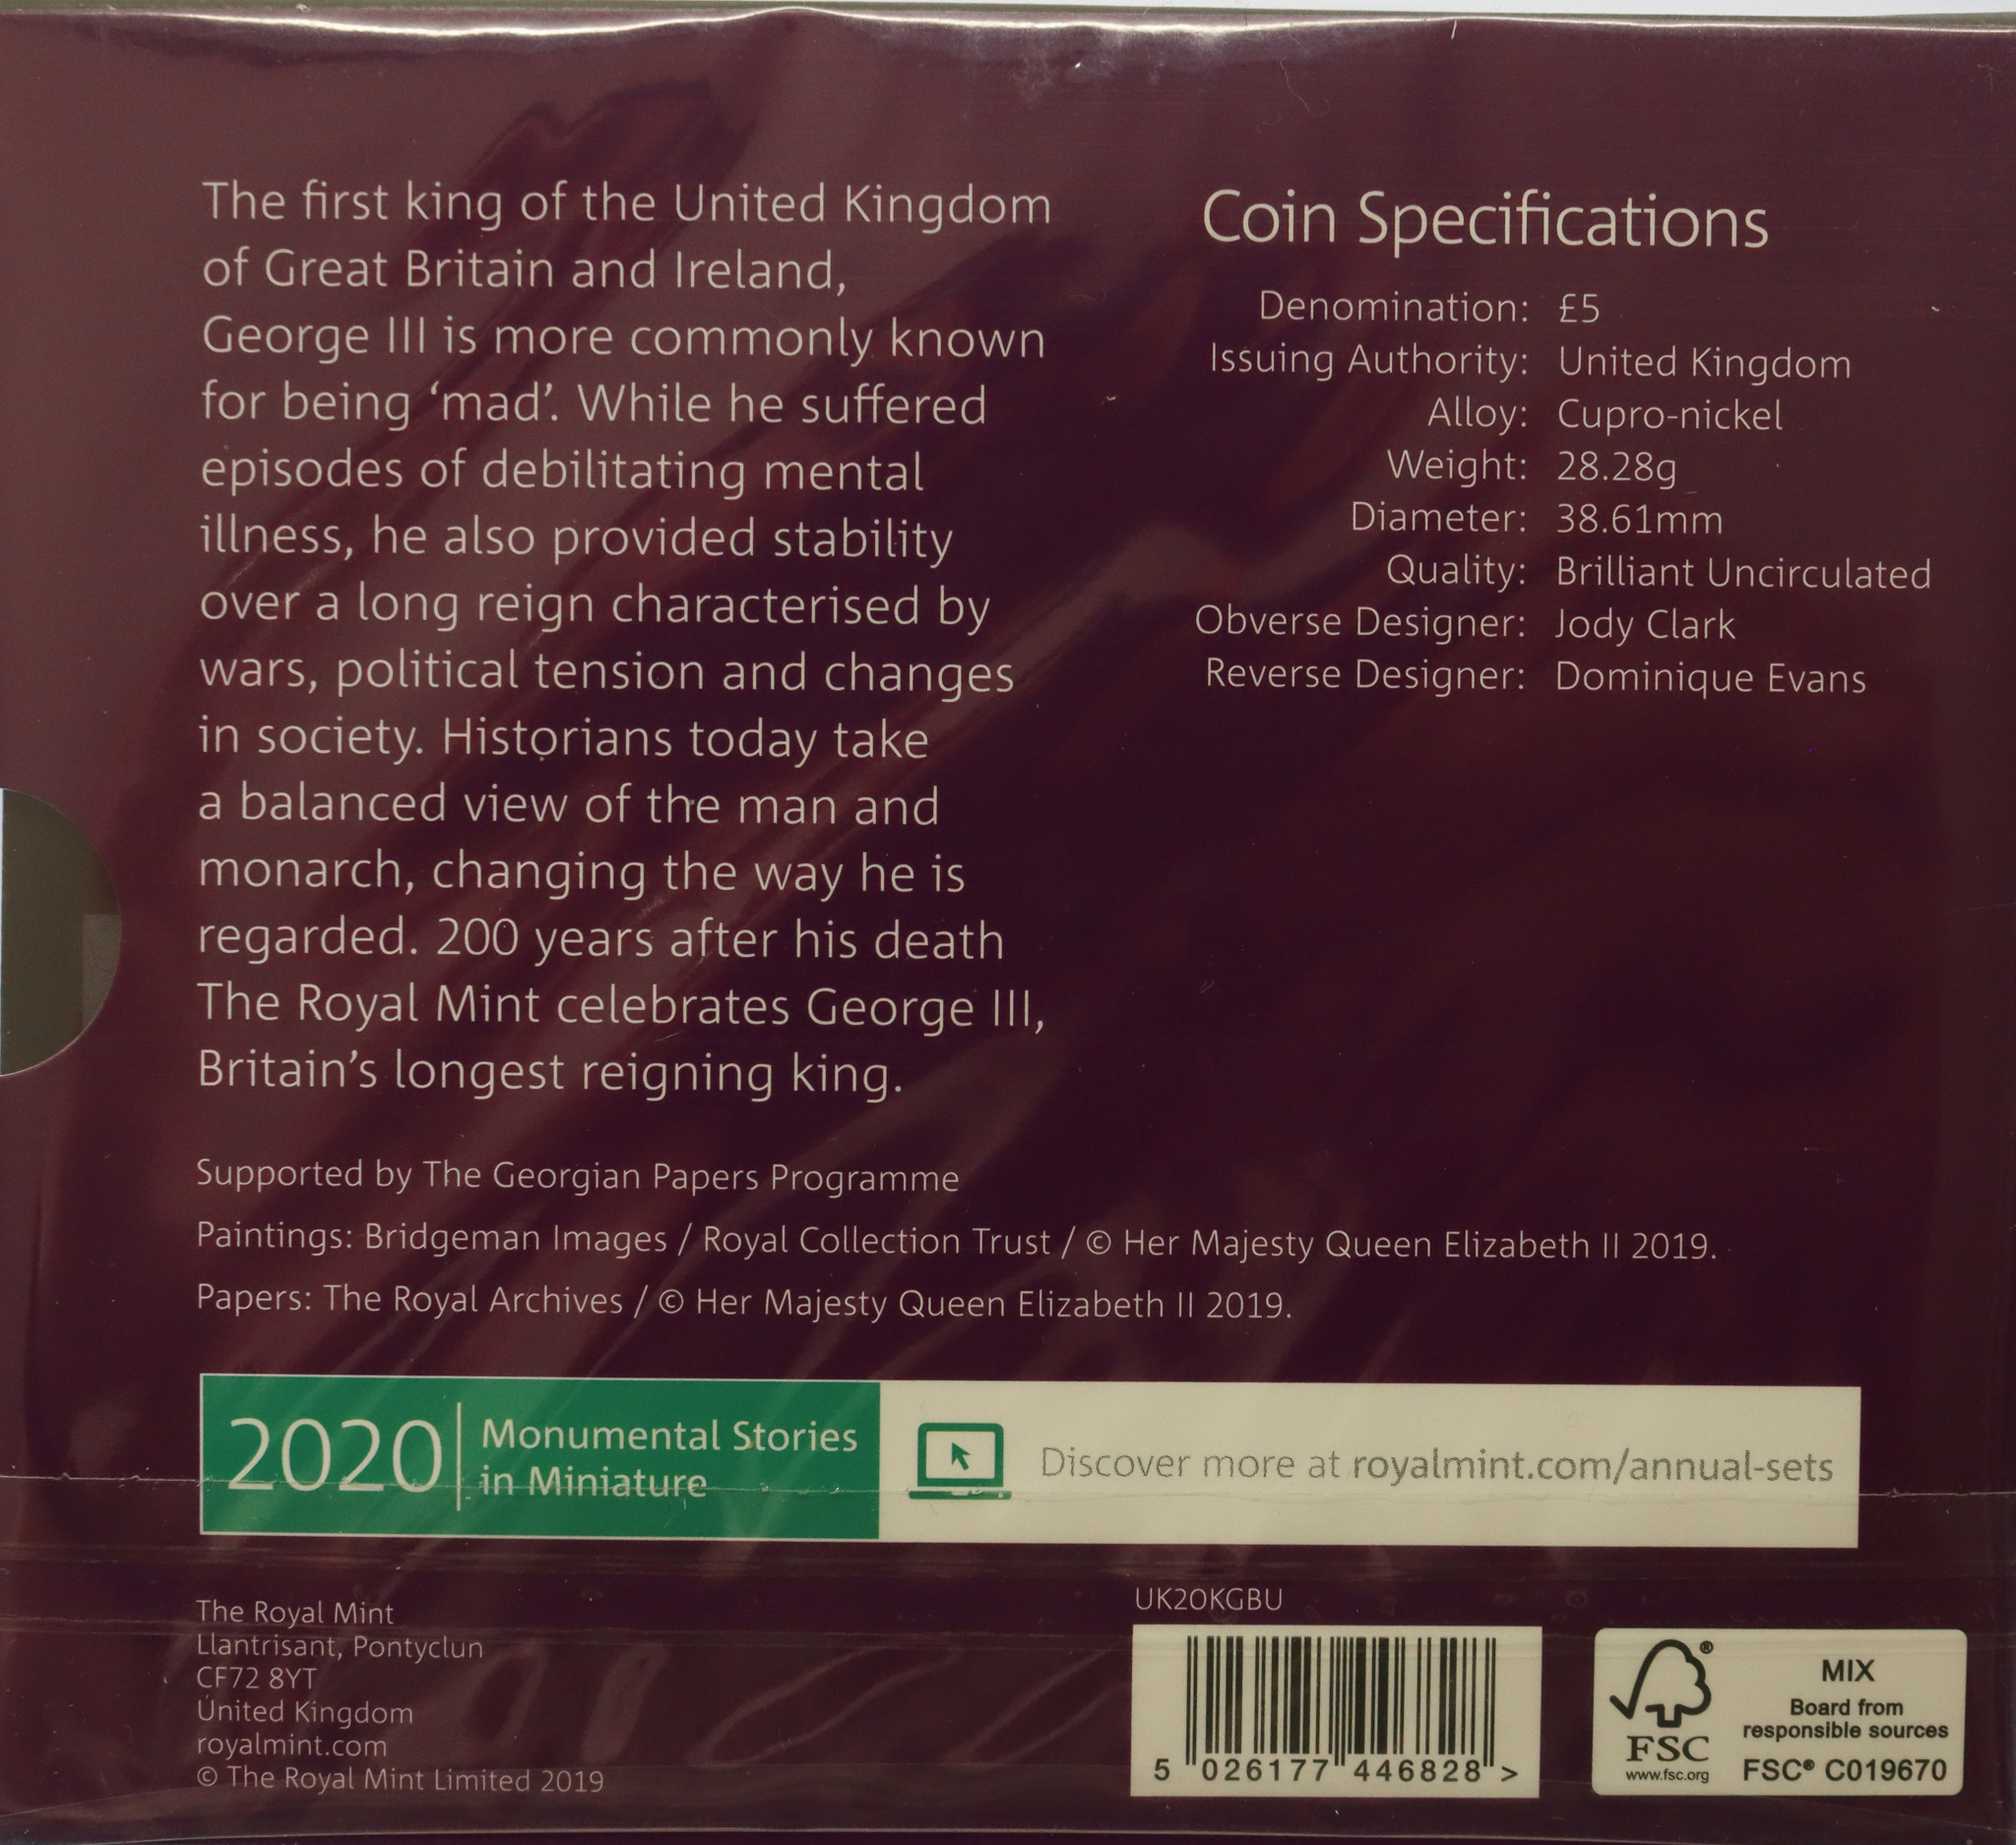 The first king of the United Kingdom
of Great Britain and Ireland,
George III is more commonly known
for being ‘mad’. While he suffered
episodes of debilitating mental
illness, he also provided stability
over a long reign characterised by
wars, political tension and changes
in society. Historians today take
a balanced view of the man and
monarch, changing the way he is
regarded. 200 years after his death
The Royal Mint celebrates George III,
Britain’s longest reigning king.
Coin Specifications
Denomination: £5
Issuing Authority: United Kingdom
Alloy: Cupro-nickel
Weight: 28.28g
Diameter: 38.61mm
Quality: Brilliant Uncirculated
Obverse Designer: Jody Clark
Reverse Designer: Dominique Evans
Supported by The Georgian Papers Programme
Paintings: Bridgeman Images / Royal Collection Trust / © Her Majesty Queen Elizabeth II 2019.
Papers: The Royal Archives / © Her Majesty Queen Elizabeth II 2019.
2020
Monumental Stories
in Miniature
Discover more at royalmint.com/annual-sets
The Royal Mint
Llantrisant, Pontyclun
CF72 8YT
United Kingdom
royalmint.com
© The Royal Mint Limited 2019
UK20KGBU
5 026177 446828 >
®
FSC
www.fsc.org
MIX
Board from
responsible sources
FSC® C019670